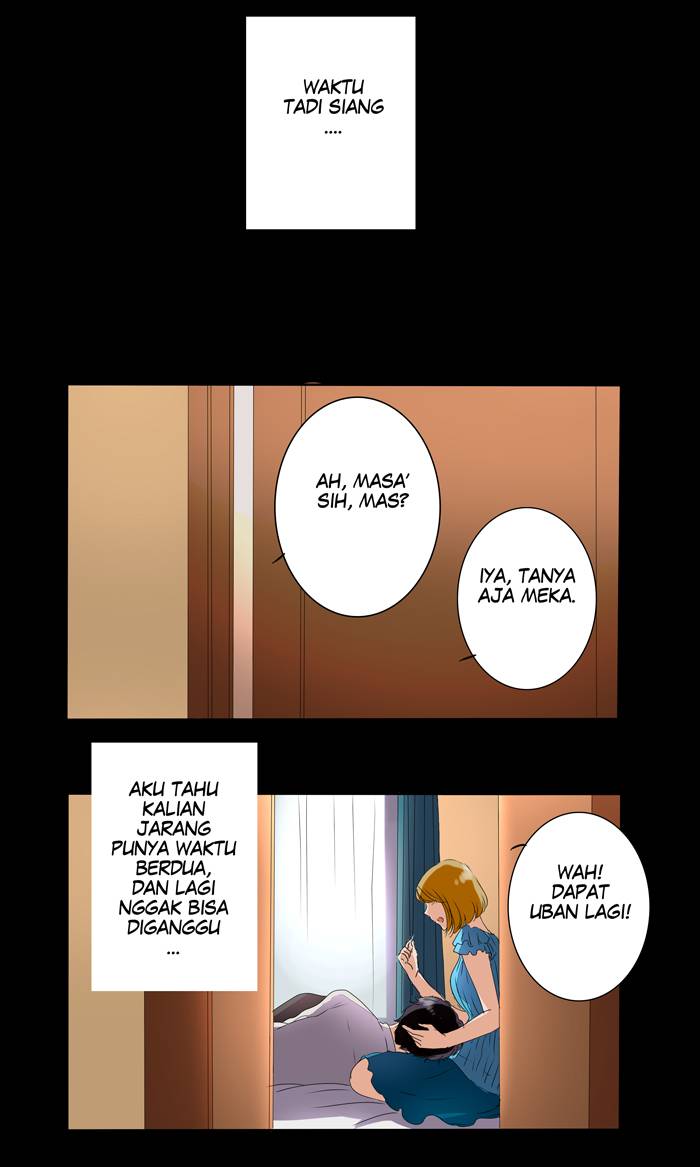 WAKTU
TADI SIANG
....
AH, MASA'
SIH, MAS?
IYA, TANYA
AJA MEKA.
AKU TAHU
KALIAN
JARANG
PUNYA WAKTU
BERDUA,
DAN LAGI
NGGAK BISA
DIGANGGU
...
WAH!
DAPAT
UBAN LAGI!